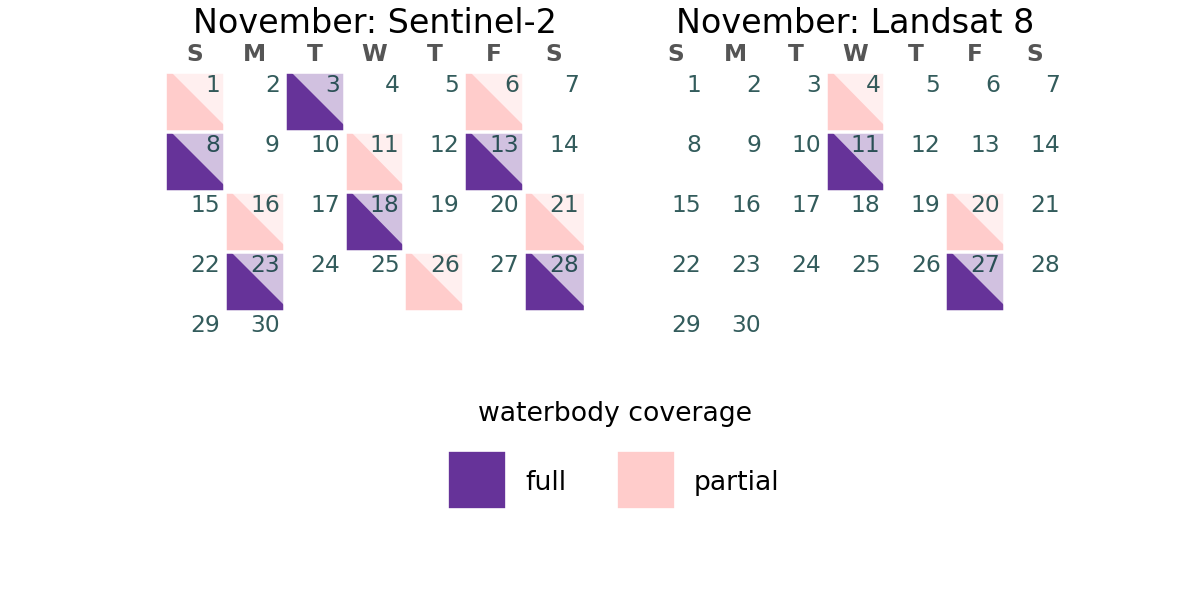 November: Sentinel-2
S M T W T F S
1 2 3 4 5 6 7
8 9 10 11 12 13 14
15 16 17 18 19 20 21
22 23 24 25 26 27 28
29 30
November: Landsat 8
S M T W T F S
1 2 3 4 5 6 7
8 9 10 11 12 13 14
15 16 17 18 19 20 21
22 23 24 25 26 27 28
29 30
waterbody coverage
full partial